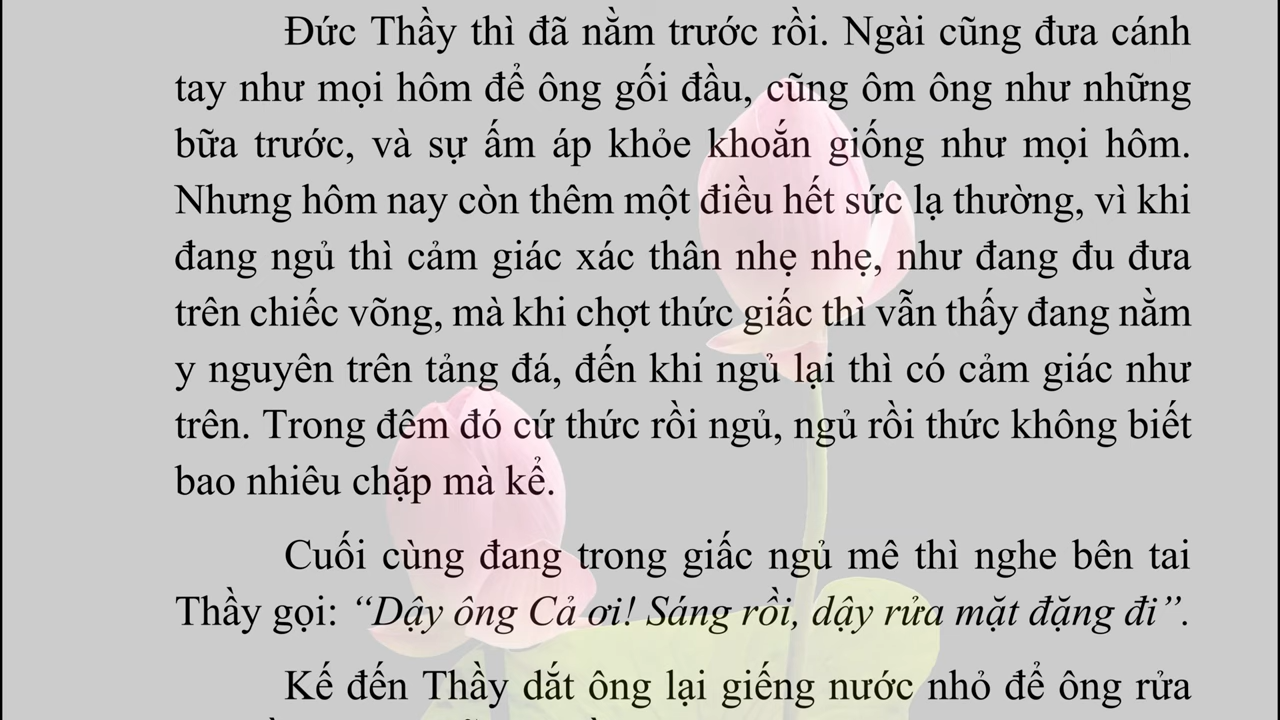 Đức Thầy thì đã nằm trước rồi. Ngài cũng đưa cánh
tay như mọi hôm để ông gối đầu, cũng ôm ông như những
bữa trước, và sự ấm áp khỏe khoắn giống như mọi hôm.
Nhưng hôm nay còn thêm một điều hết sức lạ thường, vì khi
đang ngủ thì cảm giác xác thân nhẹ nhẹ, như đang đu đưa
trên chiếc võng, mà khi chợt thức giấc thì vẫn thấy đang nằm
y nguyên trên tảng đá, đến khi ngủ lại thì có cảm giác như
trên. Trong đêm đó cứ thức rồi ngủ, ngủ rồi thức không biết
bao nhiêu chặp mà kể.
Cuối cùng đang trong giấc ngủ mê thì nghe bên tai
Thầy gọi: “Dậy ông Cả ơi! Sáng rồi, dậy rửa mặt đặng đi”.
Kế đến Thầy dắt ông lại giếng nước nhỏ để ông rửa